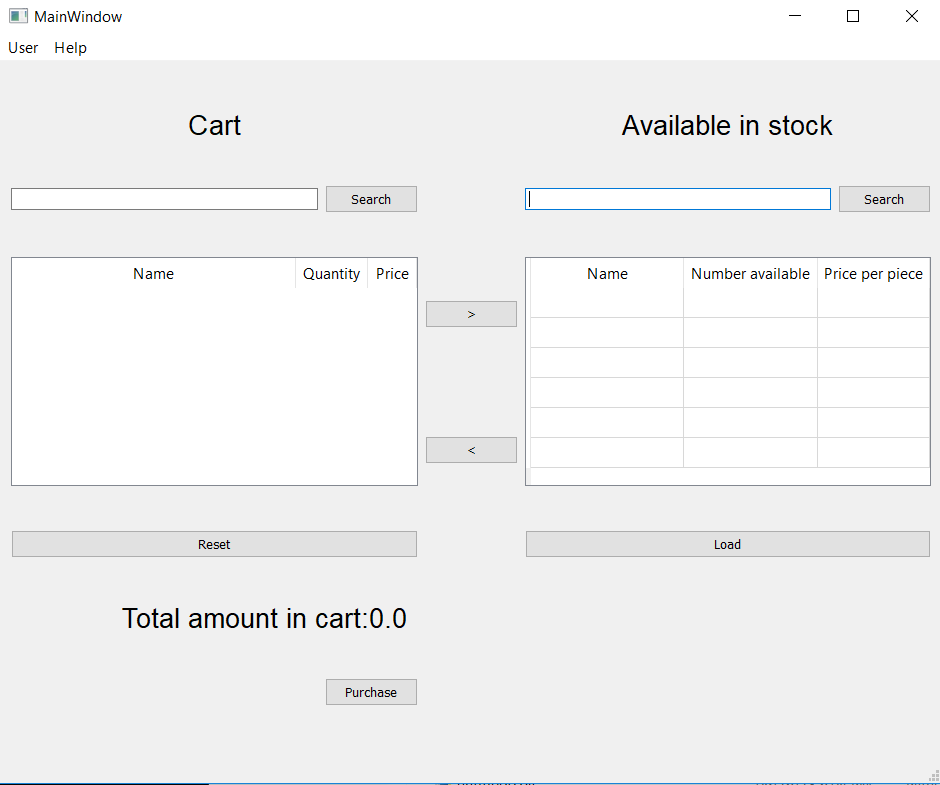 MainWindow
User Help
Cart
Available in stock
Search
Search
Name Quantity Price
Name Number available Price per piece
>
<
Reset
Load
Total amount in cart:0.0
Purchase